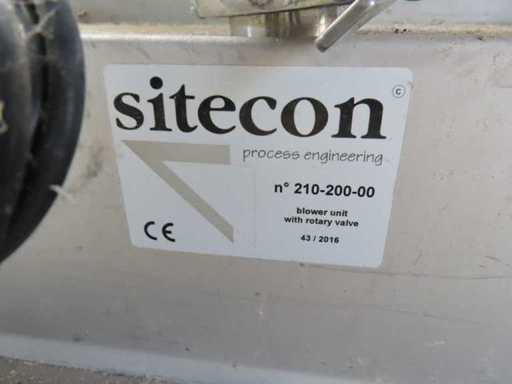 sitecon
©
process engineering
n° 210-200-00
blower unit
with rotary valve
43 / 2016
CE